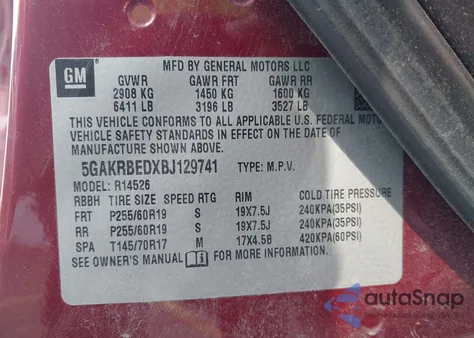 GM
MFD BY GENERAL MOTORS LLC
GVWR GAWR FRT GAWR RR
2908 KG 1450 KG 1600 KG
6411 LB 3196 LB 3527 LB
THIS VEHICLE CONFORMS TO ALL APPLICABLE U.S. FEDERAL MOTOR
VEHICLE SAFETY STANDARDS IN EFFECT ON THE DATE OF
MANUFACTURE SHOWN ABOVE.
5GAKRBEDXBJ129741 TYPE: M.P.V.
MODEL: R14526
RBBH TIRE SIZE SPEED RTG RIM COLD TIRE PRESSURE
FRT P255/60R19 S 19X7.5J 240KPA(35PSI)
RR P255/60R19 S 19X7.5J 240KPA(35PSI)
SPA T145/70R17 M 17X4.5B 420KPA(60PSI)
SEE OWNER'S MANUAL FOR MORE INFORMATION
autoSnap